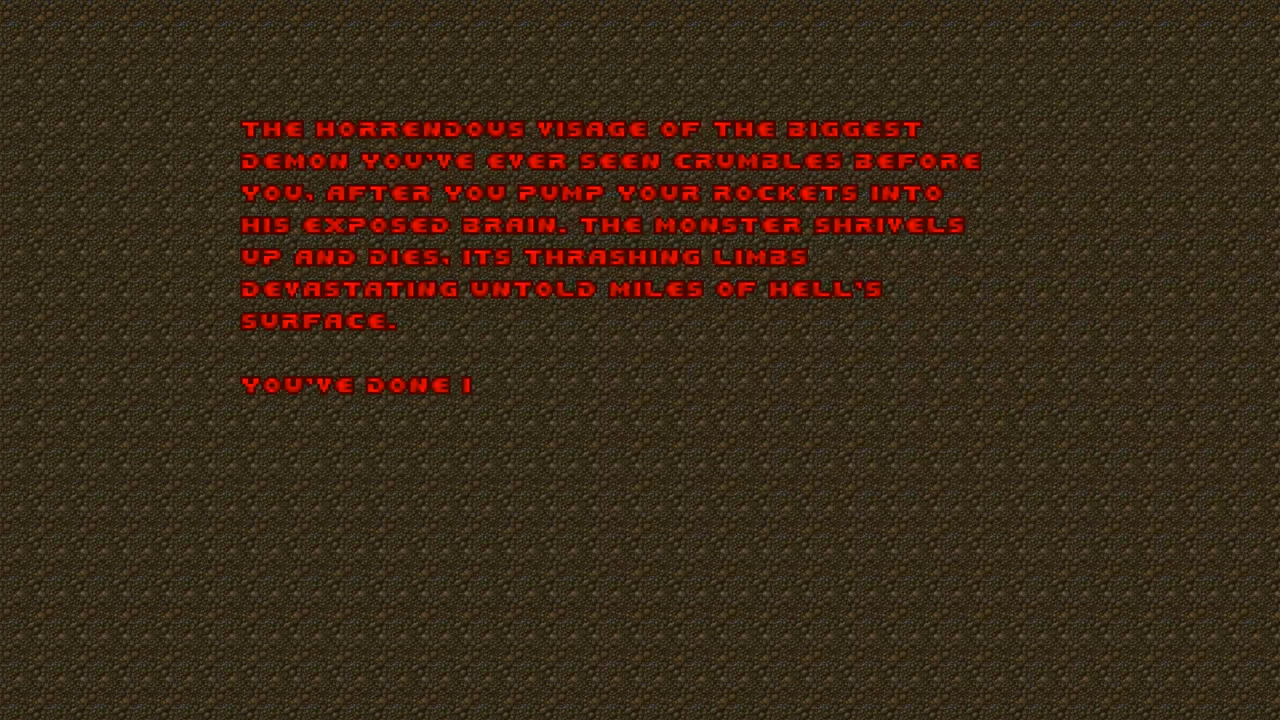 THE HORRENDOUS VISAGE OF THE BIGGEST
DEMON YOU'VE EVER SEEN CRUMBLES BEFORE
YOU, AFTER YOU PUMP YOUR ROCKETS INTO
HIS EXPOSED BRAIN. THE MONSTER SHRIVELS
UP AND DIES, ITS THRASHING LIMBS
DEVASTATING UNTOLD MILES OF HELL'S
SURFACE.
YOU'VE DONE I